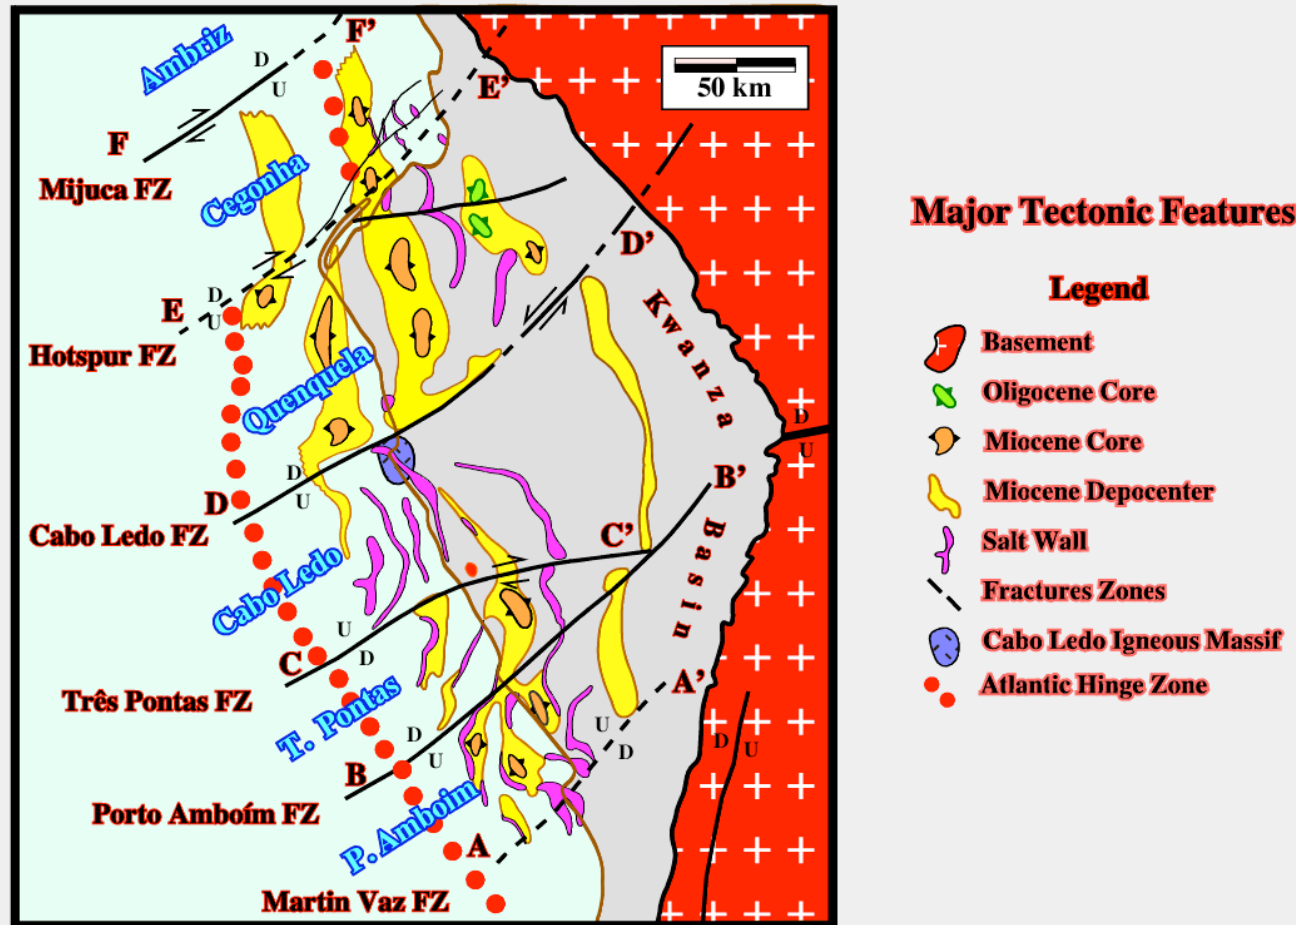 F'
Ambriz
D
U
E'
50 km
F
Mijuca FZ
Cegonha
D'
E
D
U
Hotspur FZ
Quenquela
Kwanza
Basin
D
U
D
U
D
Cabo Ledo FZ
B'
C'
Cabo Ledo
U
D
C
Três Pontas FZ
T. Pontas
A'
U
D
D
U
D
U
B
Porto Amboím FZ
P. Amboim
A
Martin Vaz FZ
Major Tectonic Features
Legend
Basement
Oligocene Core
Miocene Core
Miocene Depocenter
Salt Wall
Fractures Zones
Cabo Ledo Igneous Massif
Atlantic Hinge Zone